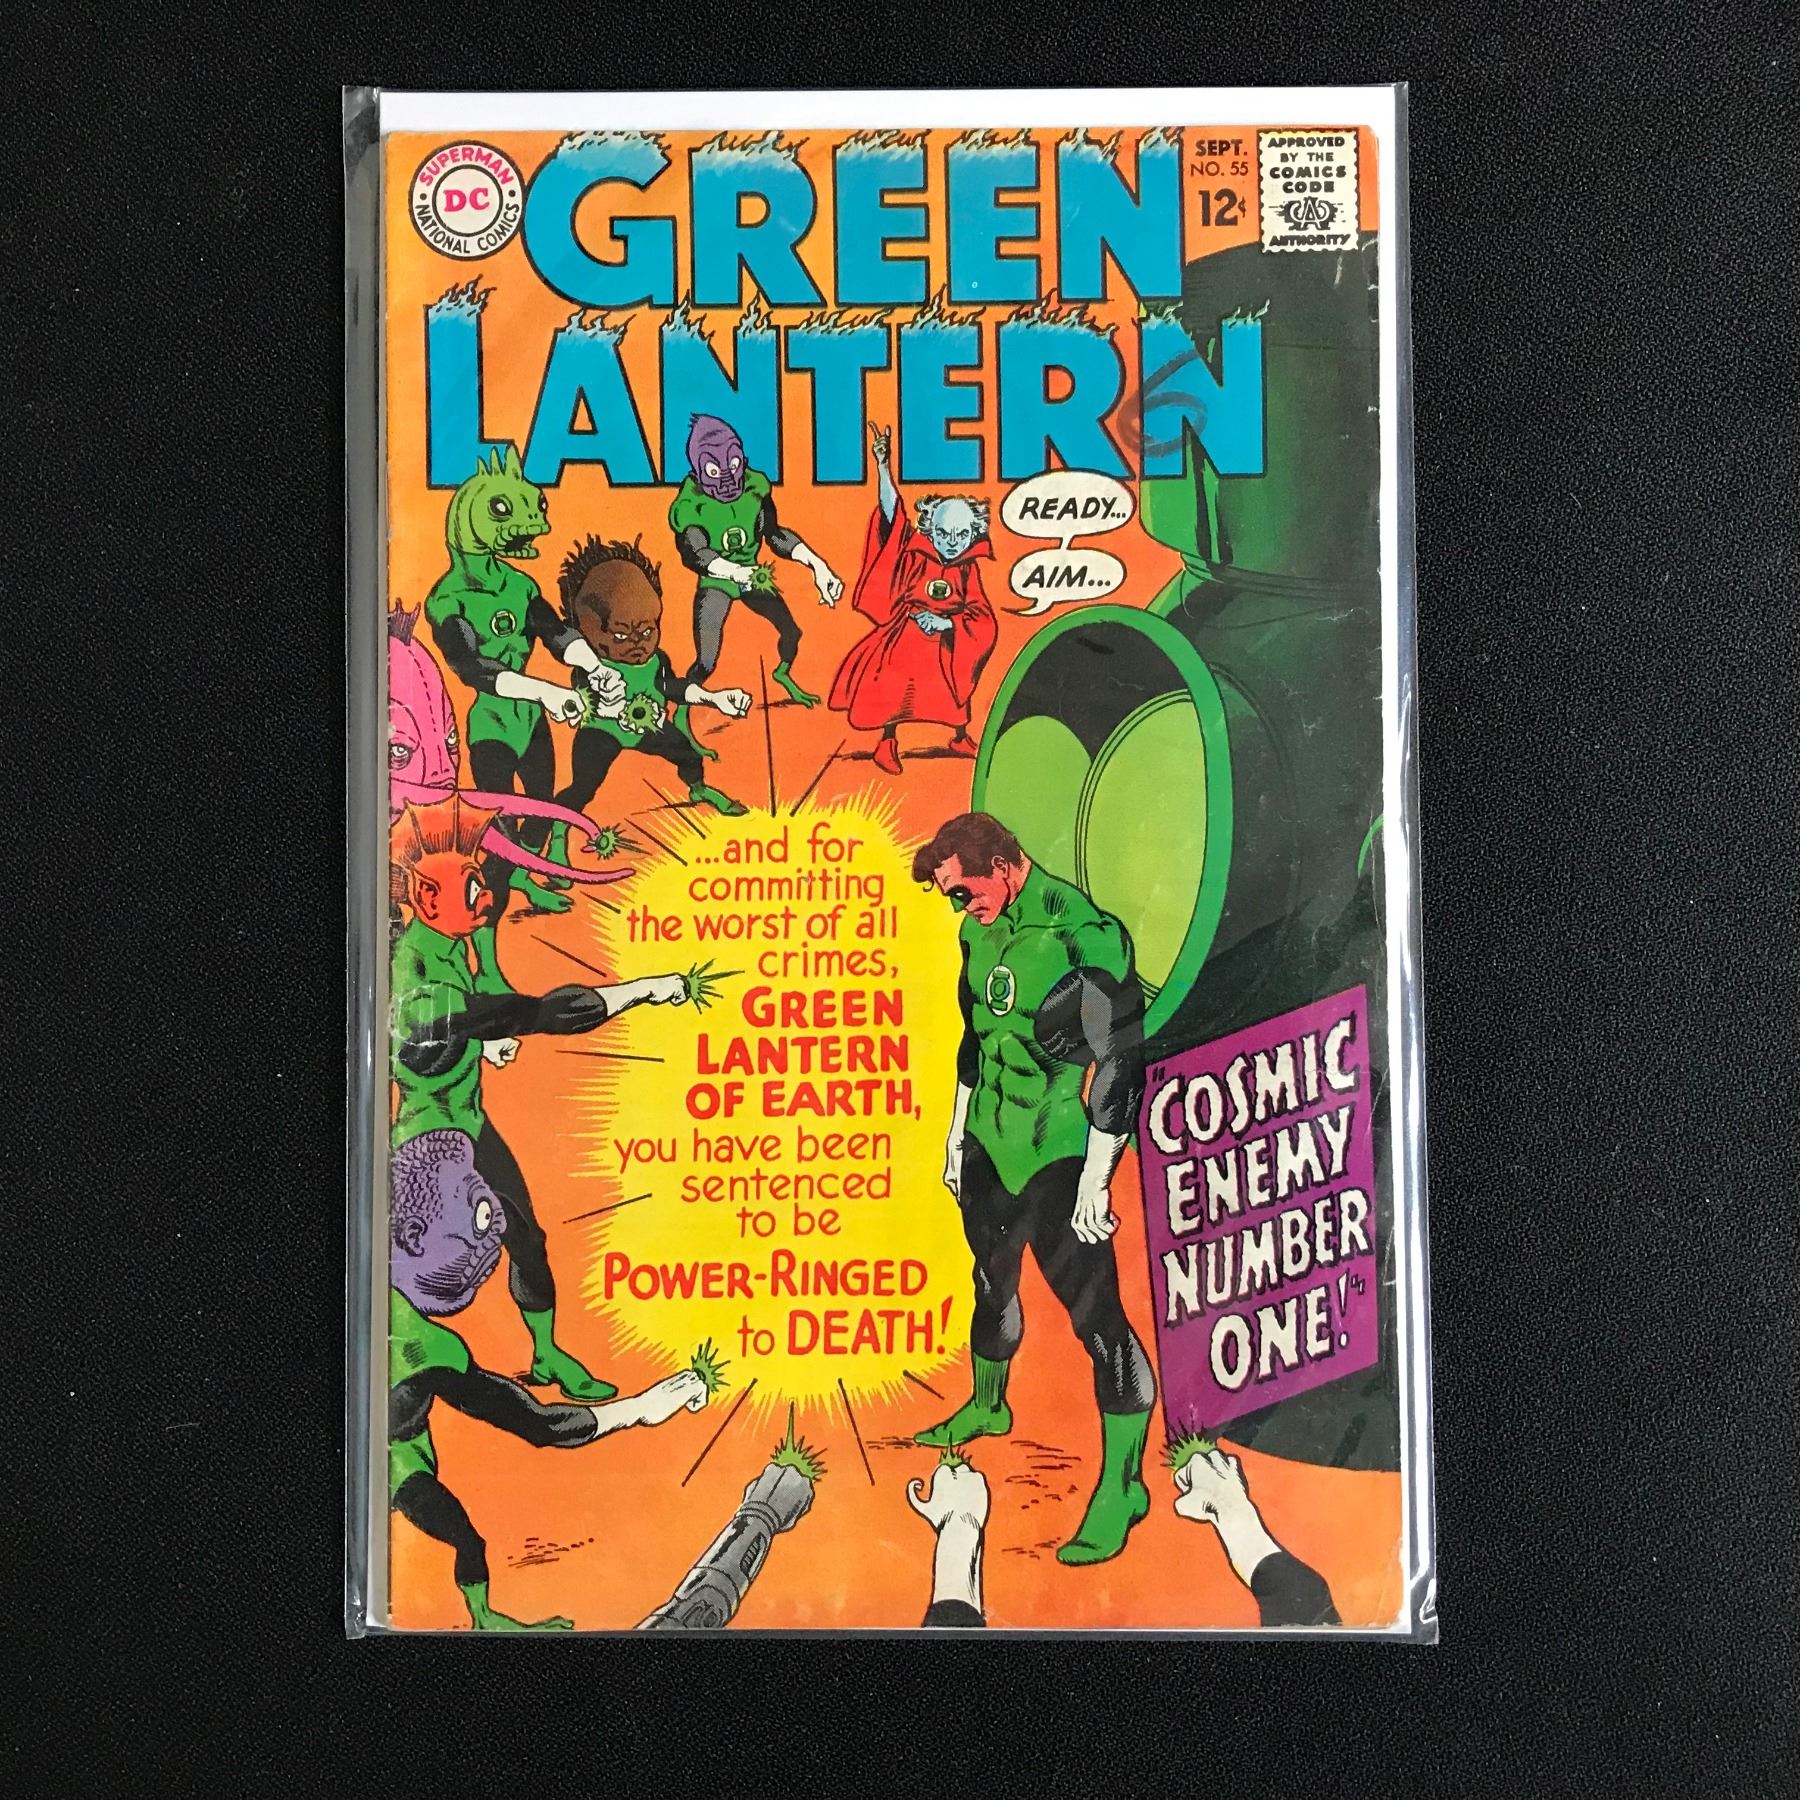 SUPERMAN
DC
NATIONAL COMICS
GREEN
LANTERN
SEPT.
NO. 55
12¢
APPROVED
BY THE
COMICS
CODE
AUTHORITY
6
READY...
AIM...
...and for
committing
the worst of all
crimes,
GREEN
LANTERN
OF EARTH,
you have been
sentenced
to be
POWER-RINGED
to DEATH!
"COSMIC
ENEMY
NUMBER
ONE!"